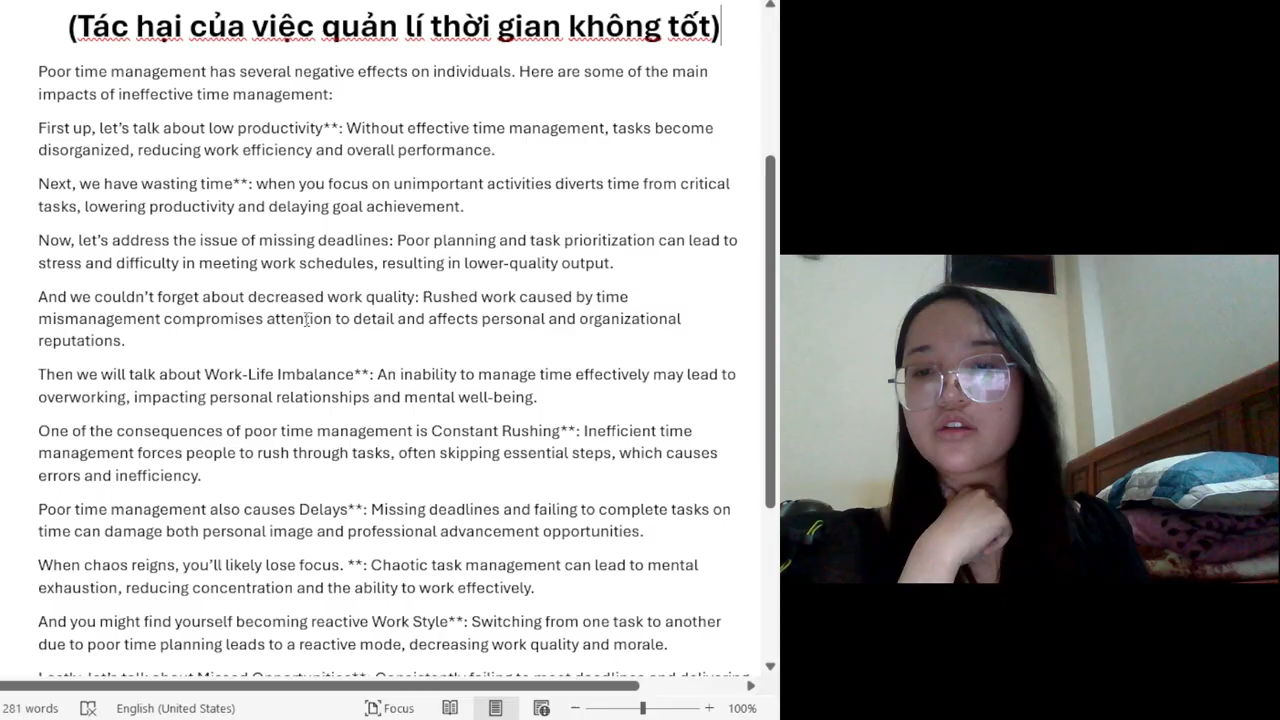 (Tác hại của việc quản lí thời gian không tốt)
Poor time management has several negative effects on individuals. Here are some of the main
impacts of ineffective time management:
First up, let’s talk about low productivity**: Without effective time management, tasks become
disorganized, reducing work efficiency and overall performance.
Next, we have wasting time**: when you focus on unimportant activities diverts time from critical
tasks, lowering productivity and delaying goal achievement.
Now, let’s address the issue of missing deadlines: Poor planning and task prioritization can lead to
stress and difficulty in meeting work schedules, resulting in lower-quality output.
And we couldn’t forget about decreased work quality: Rushed work caused by time
mismanagement compromises attention to detail and affects personal and organizational
reputations.
Then we will talk about Work-Life Imbalance**: An inability to manage time effectively may lead to
overworking, impacting personal relationships and mental well-being.
One of the consequences of poor time management is Constant Rushing**: Inefficient time
management forces people to rush through tasks, often skipping essential steps, which causes
errors and inefficiency.
Poor time management also causes Delays**: Missing deadlines and failing to complete tasks on
time can damage both personal image and professional advancement opportunities.
When chaos reigns, you’ll likely lose focus. **: Chaotic task management can lead to mental
exhaustion, reducing concentration and the ability to work effectively.
And you might find yourself becoming reactive Work Style**: Switching from one task to another
due to poor time planning leads to a reactive mode, decreasing work quality and morale.
Lastly, let’s talk about Missed Opportunities**: Consistently failing to meet deadlines and delivering
281 words English (United States) Focus 100%